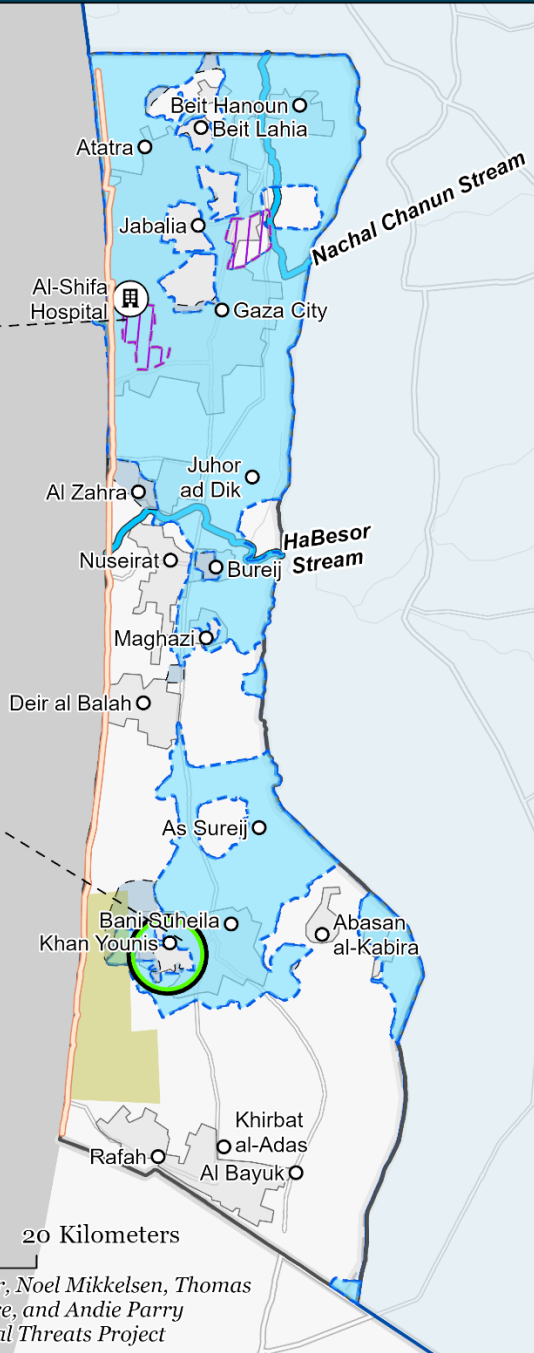 Beit Hanoun
Beit Lahia
Atatra
Nachal Chanun Stream
Jabalia
Al-Shifa
Hospital
Gaza City
Juhor
ad Dik
Al Zahra
HaBesor
Stream
Nuseirat
Bureij
Maghazi
Deir al Balah
As Sureij
Bani Suheila
Khan Younis
Abasan
al-Kabira
Khirbat
al-Adas
Rafah
Al Bayuk
20 Kilometers
r, Noel Mikkelsen, Thomas
re, and Andie Parry
al Threats Project